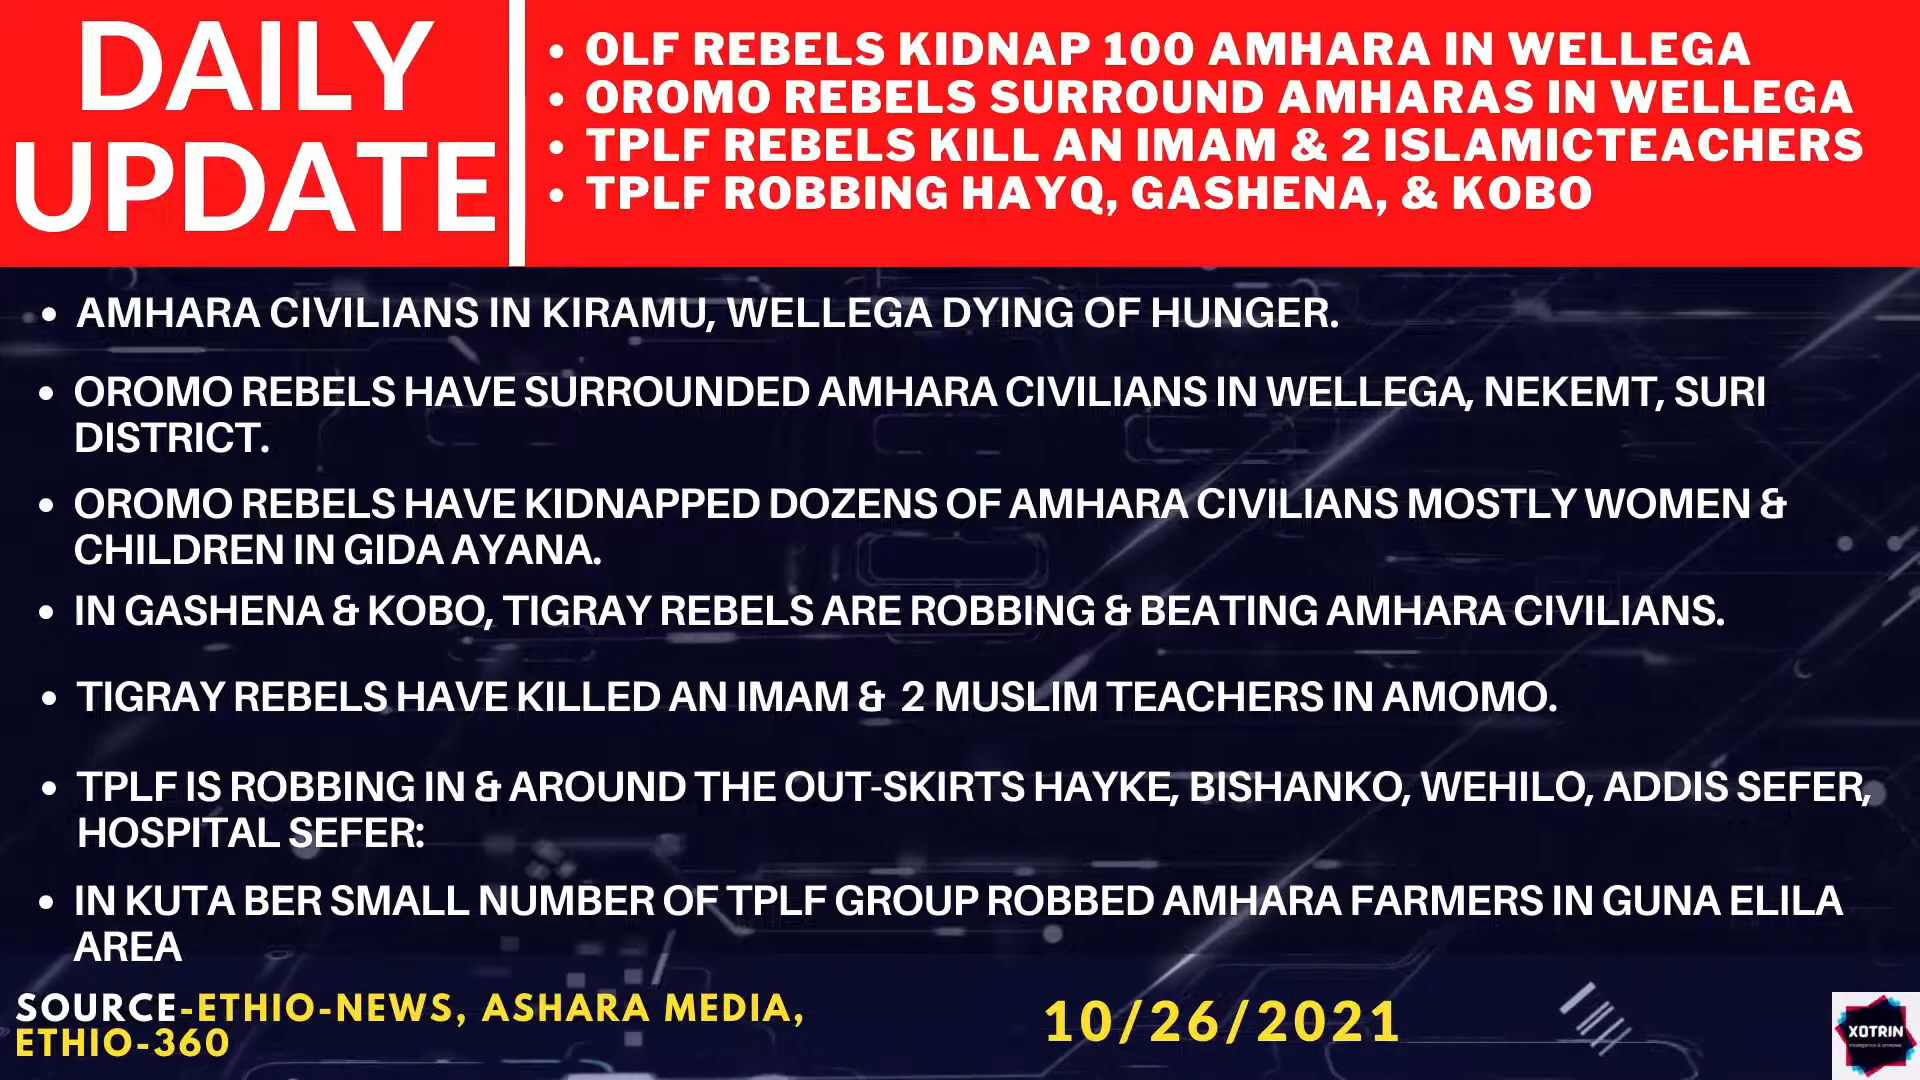 DAILY
UPDATE
• OLF REBELS KIDNAP 100 AMHARA IN WELLEGA
• OROMO REBELS SURROUND AMHARAS IN WELLEGA
• TPLF REBELS KILL AN IMAM & 2 ISLAMICTEACHERS
• TPLF ROBBING HAYQ, GASHENA, & KOBO
• AMHARA CIVILIANS IN KIRAMU, WELLEGA DYING OF HUNGER.
• OROMO REBELS HAVE SURROUNDED AMHARA CIVILIANS IN WELLEGA, NEKEMT, SURI
DISTRICT.
• OROMO REBELS HAVE KIDNAPPED DOZENS OF AMHARA CIVILIANS MOSTLY WOMEN &
CHILDREN IN GIDA AYANA.
• IN GASHENA & KOBO, TIGRAY REBELS ARE ROBBING & BEATING AMHARA CIVILIANS.
• TIGRAY REBELS HAVE KILLED AN IMAM & 2 MUSLIM TEACHERS IN AMOMO.
• TPLF IS ROBBING IN & AROUND THE OUT-SKIRTS HAYKE, BISHANKO, WEHILO, ADDIS SEFER,
HOSPITAL SEFER:
• IN KUTA BER SMALL NUMBER OF TPLF GROUP ROBBED AMHARA FARMERS IN GUNA ELILA
AREA
SOURCE-ETHIO-NEWS, ASHARA MEDIA,
ETHIO-360
10/26/2021
XOTRIN